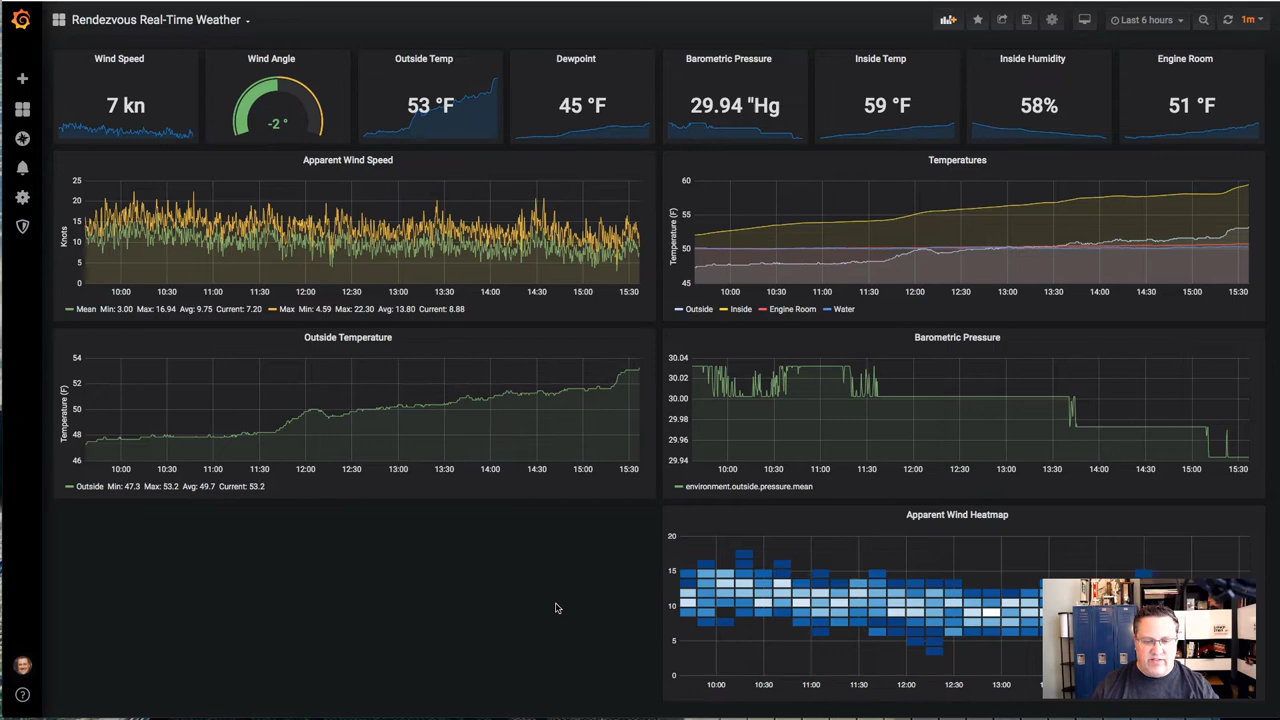 Rendezvous Real-Time Weather
Last 6 hours
1m
Wind Speed
7 kn
Wind Angle
-2 °
Outside Temp
53 °F
Dewpoint
45 °F
Barometric Pressure
29.94 "Hg
Inside Temp
59 °F
Inside Humidity
58%
Engine Room
51 °F
Apparent Wind Speed
Knots
25
20
15
10
5
0
10:00 10:30 11:00 11:30 12:00 12:30 13:00 13:30 14:00 14:30 15:00 15:30
Mean Min: 3.00 Max: 16.94 Avg: 9.75 Current: 7.20 Max Min: 4.59 Max: 22.30 Avg: 13.80 Current: 8.88
Temperatures
Temperature (F)
60
55
50
45
10:00 10:30 11:00 11:30 12:00 12:30 13:00 13:30 14:00 14:30 15:00 15:30
Outside Inside Engine Room Water
Outside Temperature
Temperature (F)
54
52
50
48
46
10:00 10:30 11:00 11:30 12:00 12:30 13:00 13:30 14:00 14:30 15:00 15:30
Outside Min: 47.3 Max: 53.2 Avg: 49.7 Current: 53.2
Barometric Pressure
30.04
30.02
30.00
29.98
29.96
29.94
10:00 10:30 11:00 11:30 12:00 12:30 13:00 13:30 14:00 14:30 15:00 15:30
environment.outside.pressure.mean
Apparent Wind Heatmap
20
15
10
5
0
10:00 10:30 11:00 11:30 12:00 12:30 13:00